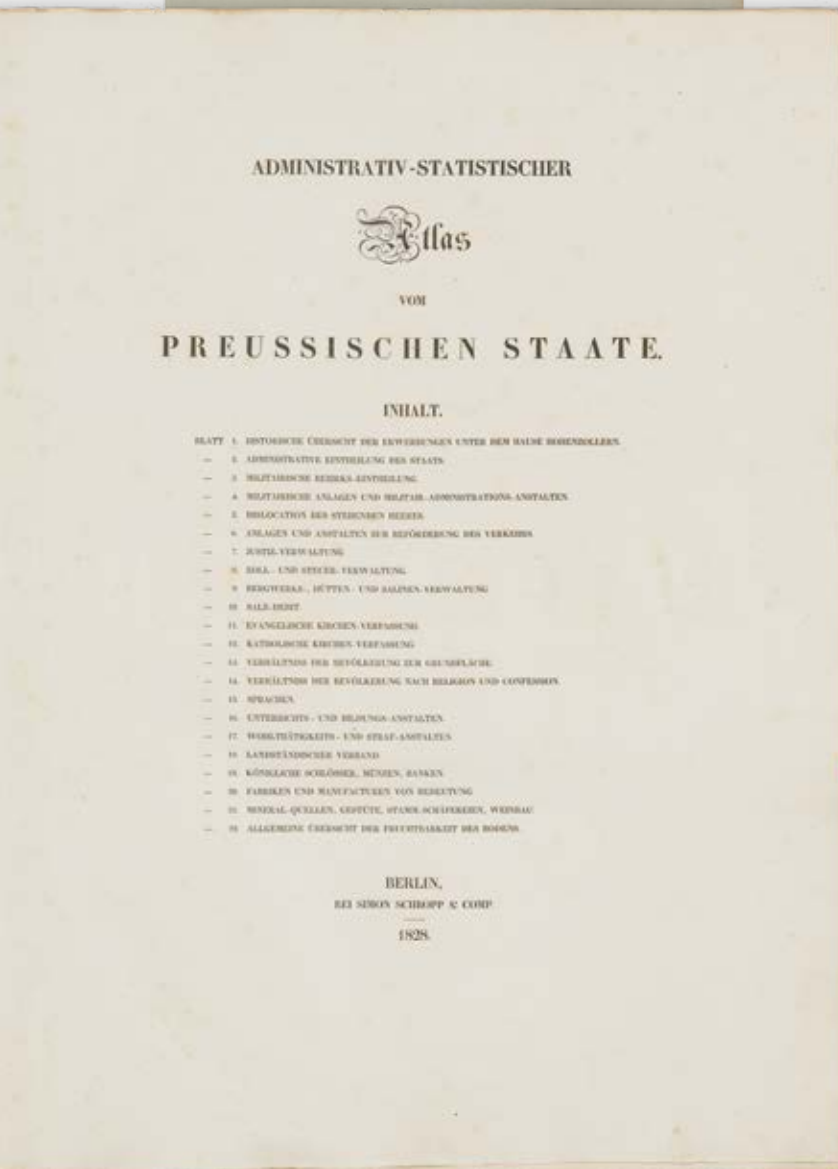 ADMINISTRATIV-STATISTISCHER
Atlas
VOM
PREUSSISCHEN STAATE.
INHALT.
BLATT 1. HISTORISCHE ÜBERSICHT DER ERWERBUNGEN UNTER DEM HAUSE HOHENZOLLERN.
— 2. ADMINISTRATIVE EINTHEILUNG DES STAATS.
— 3. MILITAIRISCHE BEZIRKS-EINTHEILUNG.
— 4. MILITAIRISCHE ANLAGEN UND MILITAIR-ADMINISTRATIONS-ANSTALTEN.
— 5. DISLOCATION DES STEHENDEN HEERES.
— 6. ANLAGEN UND ANSTALTEN ZUR BEFÖRDERUNG DES VERKEHRS.
— 7. JUSTIZ-VERWALTUNG.
— 8. ZOLL- UND STEUER-VERWALTUNG.
— 9. BERGWERKS-, HÜTTEN- UND SALINEN-VERWALTUNG.
— 10. SALZ-DEBIT.
— 11. EVANGELISCHE KIRCHEN-VERFASSUNG.
— 12. KATHOLISCHE KIRCHEN-VERFASSUNG.
— 13. VERHÄLTNISS DER BEVÖLKERUNG ZUR GRUNDFLÄCHE.
— 14. VERHÄLTNISS DER BEVÖLKERUNG NACH RELIGION UND CONFESSION.
— 15. SPRACHEN.
— 16. UNTERRICHTS- UND BILDUNGS-ANSTALTEN.
— 17. WOHLTHÄTIGKEITS- UND STRAF-ANSTALTEN.
— 18. LANDSTÄNDISCHER VERBAND.
— 19. KÖNIGLICHE SCHLÖSSER, MÜNZEN, BANKEN.
— 20. FABRIKEN UND MANUFACTUREN VON BEDEUTUNG.
— 21. MINERAL-QUELLEN, GESTÜTE, STAMM-SCHÄFEREIEN, WEINBAU.
— 22. ALLGEMEINE ÜBERSICHT DER FRUCHTBARKEIT DES BODENS.
BERLIN,
BEI SIMON SCHROPP & COMP.
1828.